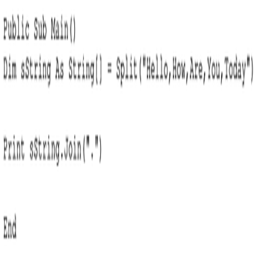 Public Sub Main()
Dim sString As String[] = Split("Hello,How,Are,You,Today")
Print sString.Join(".")
End